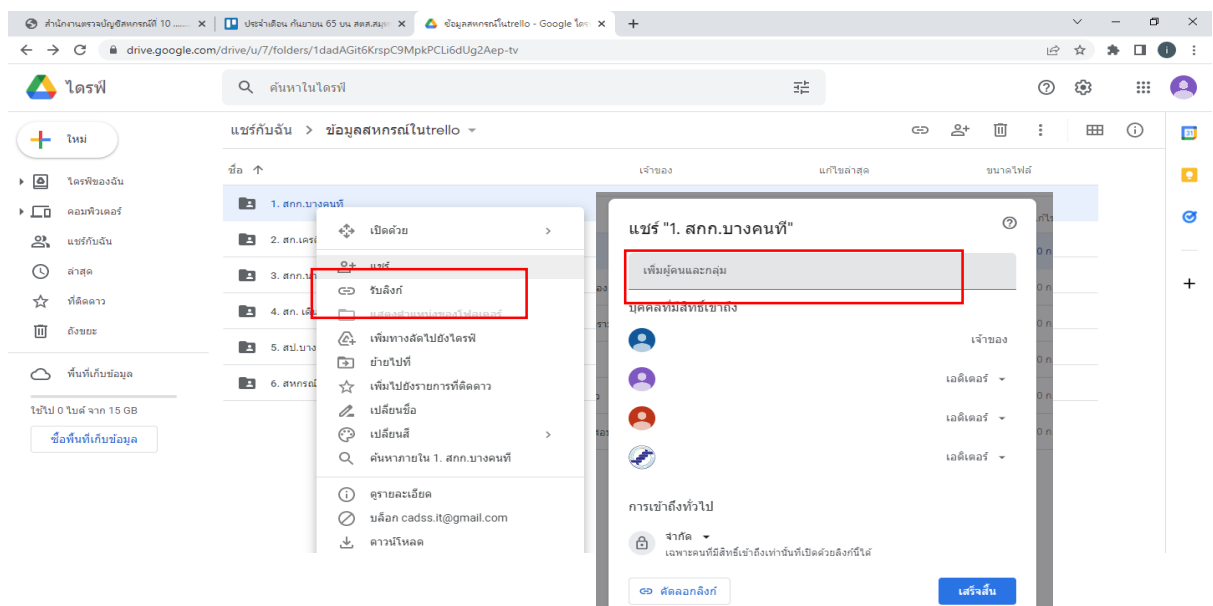 สำนักงานตรวจบัญชีสหกรณ์ที่ 10 ......
ประจำเดือน กันยายน 65 บน สตส.สมุท
ข้อมูลสหกรณ์ในtrello - Google ไดร
drive.google.com/drive/u/7/folders/1dadAGit6KrspC9MpkPCLi6dUg2Aep-tv
ไดรฟ์
ค้นหาในไดรฟ์
ใหม่
ไดรฟ์ของฉัน
คอมพิวเตอร์
แชร์กับฉัน
ล่าสุด
ที่ติดดาว
ถังขยะ
พื้นที่เก็บข้อมูล
ใช้ไป 0 ไบต์ จาก 15 GB
ซื้อพื้นที่เก็บข้อมูล
แชร์กับฉัน > ข้อมูลสหกรณ์ในtrello
ชื่อ
เจ้าของ
แก้ไขล่าสุด
ขนาดไฟล์
1. สกก.บางคนที
2. สก.เครดิ
3. สกก.นา
4. สก. เดิน
5. สป.บาง
6. สหกรณ์
เปิดด้วย
แชร์
รับลิงก์
แสดงตำแหน่งของโฟลเดอร์
เพิ่มทางลัดไปยังไดรฟ์
ย้ายไปที่
เพิ่มไปยังรายการที่ติดดาว
เปลี่ยนชื่อ
เปลี่ยนสี
ค้นหาภายใน 1. สกก.บางคนที
ดูรายละเอียด
บล็อก cadss.it@gmail.com
ดาวน์โหลด
แชร์ "1. สกก.บางคนที"
เพิ่มผู้คนและกลุ่ม
บุคคลที่มีสิทธิ์เข้าถึง
เจ้าของ
เอดิเตอร์
เอดิเตอร์
เอดิเตอร์
การเข้าถึงทั่วไป
จำกัด
เฉพาะคนที่มีสิทธิ์เข้าถึงเท่านั้นที่เปิดด้วยลิงก์นี้ได้
คัดลอกลิงก์
เสร็จสิ้น